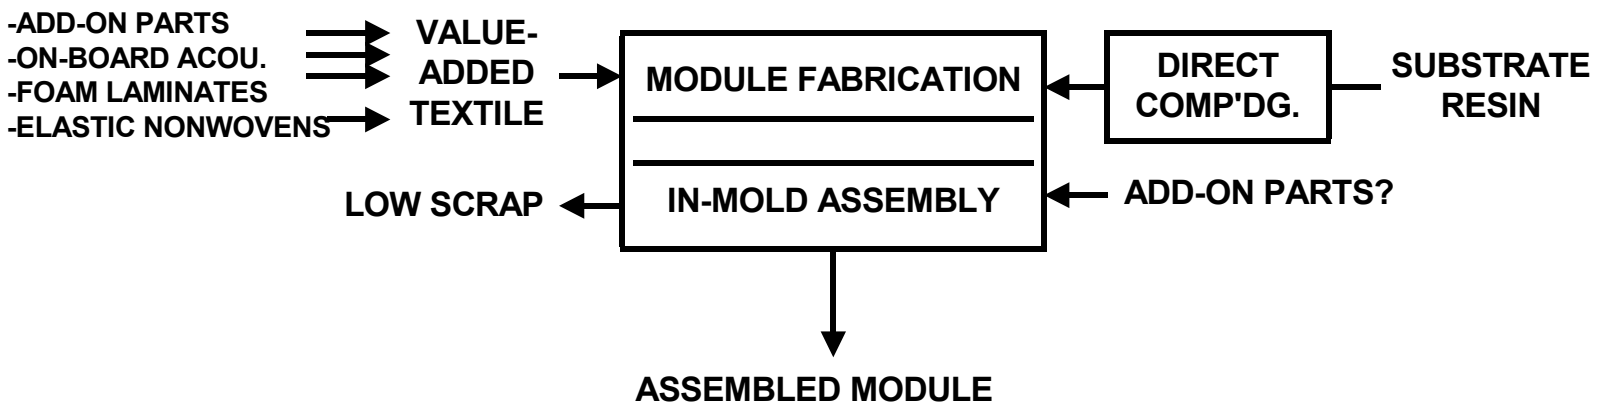 -ADD-ON PARTS
-ON-BOARD ACOU.
-FOAM LAMINATES
-ELASTIC NONWOVENS
VALUE-
ADDED
TEXTILE
MODULE FABRICATION
DIRECT
COMP'DG.
SUBSTRATE
RESIN
LOW SCRAP
IN-MOLD ASSEMBLY
ADD-ON PARTS?
ASSEMBLED MODULE